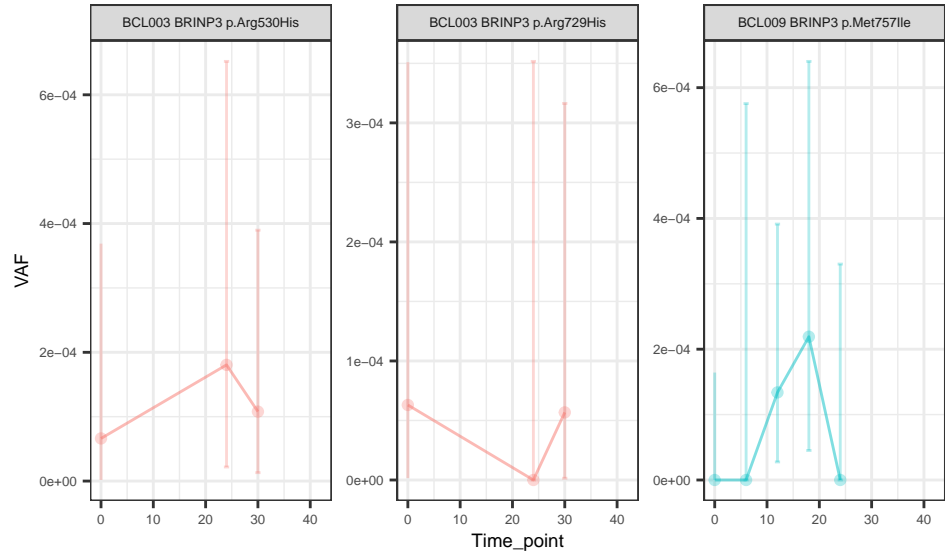 BCL003 BRINP3 p.Arg530His
BCL003 BRINP3 p.Arg729His
BCL009 BRINP3 p.Met757Ile
VAF
6e−04
4e−04
2e−04
0e+00
3e−04
2e−04
1e−04
0e+00
6e−04
4e−04
2e−04
0e+00
0 10 20 30 40
0 10 20 30 40
0 10 20 30 40
Time_point